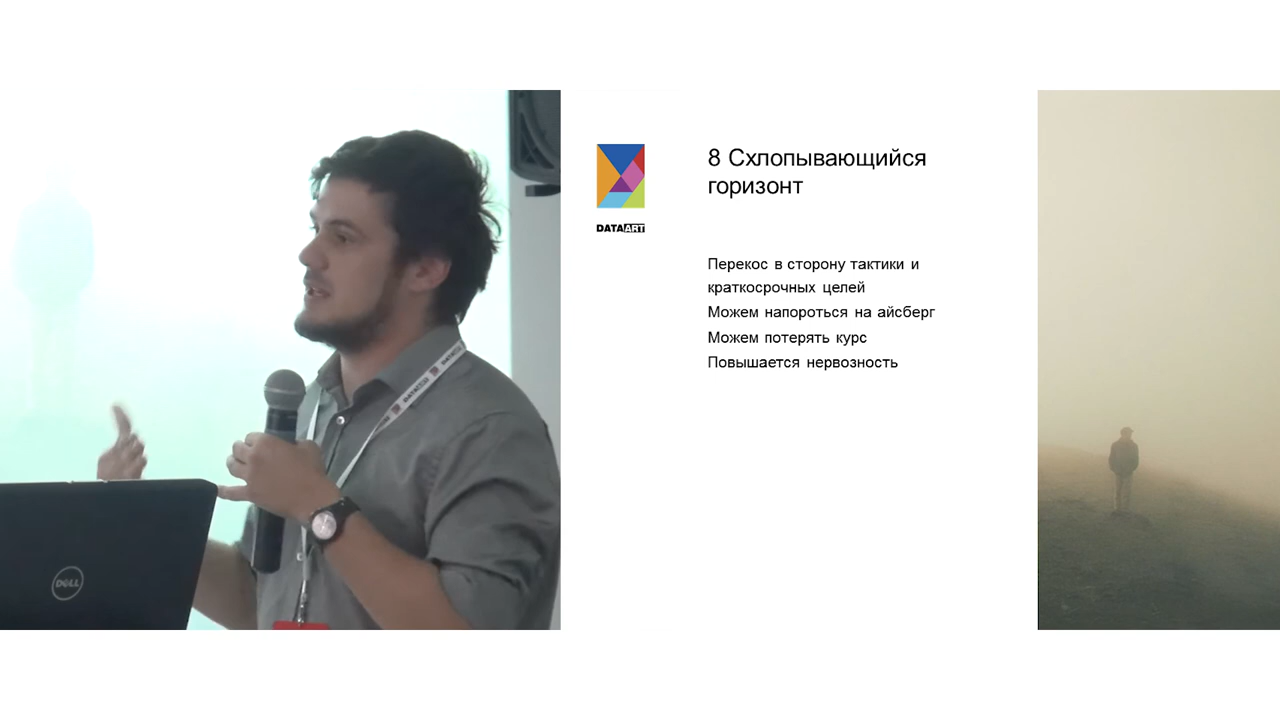 8 Схлопывающийся
горизонт
DATAART
Перекос в сторону тактики и
краткосрочных целей
Можем напороться на айсберг
Можем потерять курс
Повышается нервозность
DELL